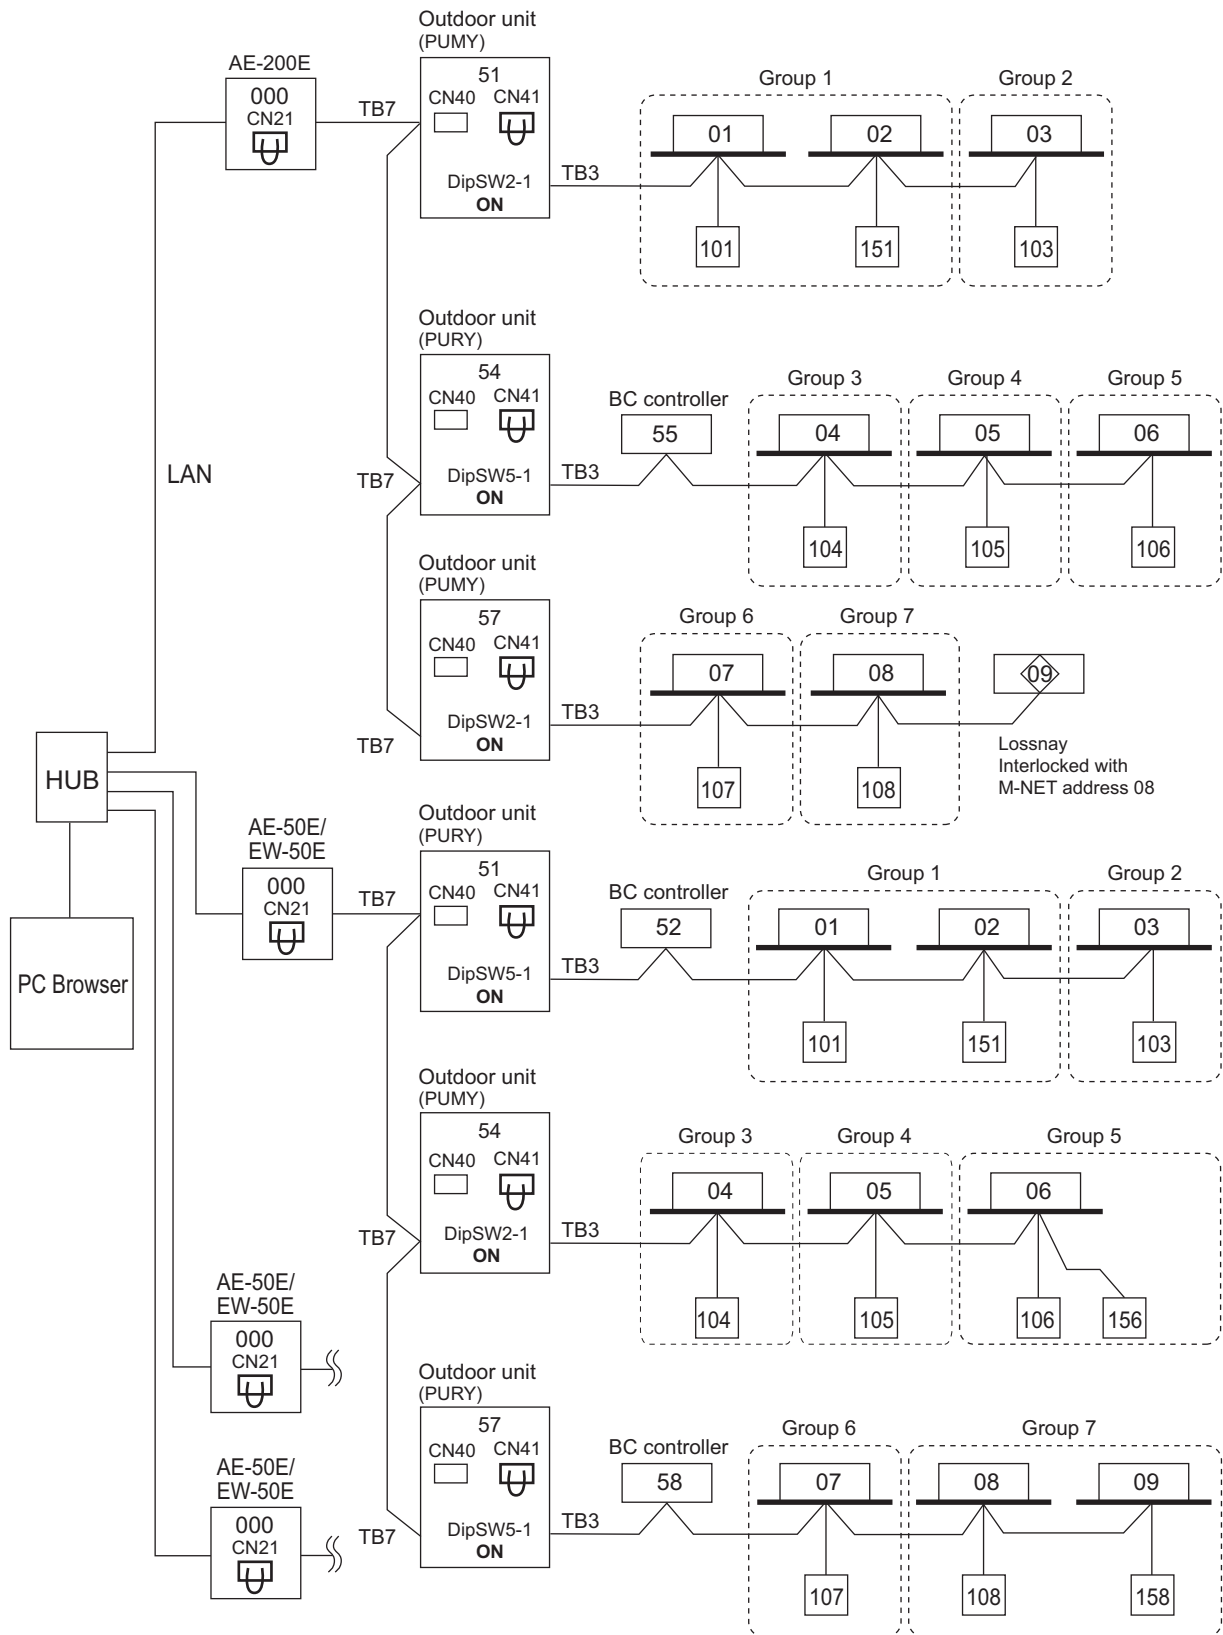 Outdoor unit
(PUMY)
AE-200E
000
CN21
TB7
51
CN40 CN41
DipSW2-1
ON
TB3
Group 1
Group 2
01
02
03
101
151
103
LAN
Outdoor unit
(PURY)
54
CN40 CN41
DipSW5-1
ON
TB7
TB3
BC controller
55
Group 3
Group 4
Group 5
04
05
06
104
105
106
Outdoor unit
(PUMY)
57
CN40 CN41
DipSW2-1
ON
TB7
TB3
Group 6
Group 7
07
08
09
107
108
Lossnay
Interlocked with
M-NET address 08
HUB
PC Browser
AE-50E/
EW-50E
000
CN21
TB7
Outdoor unit
(PURY)
51
CN40 CN41
DipSW5-1
ON
TB3
BC controller
52
Group 1
Group 2
01
02
03
101
151
103
Outdoor unit
(PUMY)
54
CN40 CN41
DipSW2-1
ON
TB7
TB3
Group 3
Group 4
Group 5
04
05
06
104
105
106
156
AE-50E/
EW-50E
000
CN21
Outdoor unit
(PURY)
57
CN40 CN41
DipSW5-1
ON
TB7
TB3
BC controller
58
Group 6
Group 7
07
08
09
107
108
158
AE-50E/
EW-50E
000
CN21